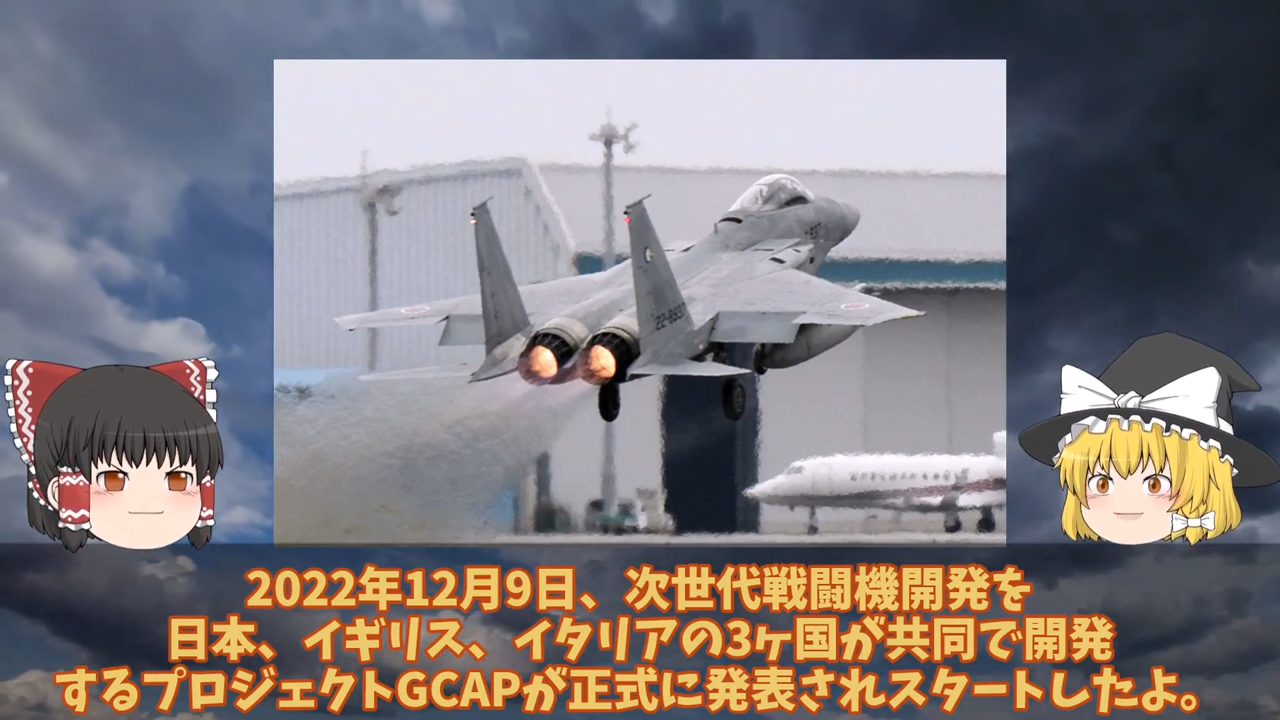 22-8937
937
2022年12月9日、次世代戦闘機開発を
日本、イギリス、イタリアの3ヶ国が共同で開発
するプロジェクトGCAPが正式に発表されスタートしたよ。